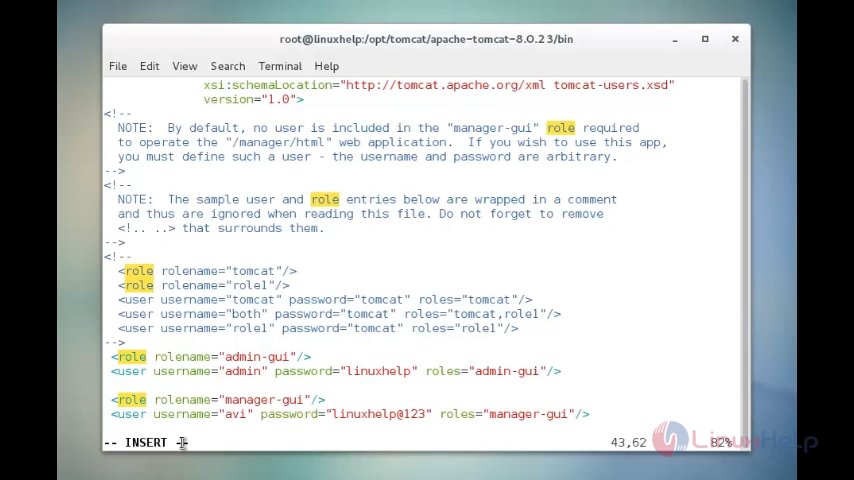 root@linuxhelp:/opt/tomcat/apache-tomcat-8.0.23/bin
File Edit View Search Terminal Help
xsi:schemaLocation="http://tomcat.apache.org/xml tomcat-users.xsd"
version="1.0">
<!--
NOTE: By default, no user is included in the "manager-gui" role required
to operate the "/manager/html" web application. If you wish to use this app,
you must define such a user - the username and password are arbitrary.
-->
<!--
NOTE: The sample user and role entries below are wrapped in a comment
and thus are ignored when reading this file. Do not forget to remove
<!.. ..> that surrounds them.
-->
<!--
<role rolename="tomcat"/>
<role rolename="role1"/>
<user username="tomcat" password="tomcat" roles="tomcat"/>
<user username="both" password="tomcat" roles="tomcat,role1"/>
<user username="role1" password="tomcat" roles="role1"/>
-->
<role rolename="admin-gui"/>
<user username="admin" password="linuxhelp" roles="admin-gui"/>
<role rolename="manager-gui"/>
<user username="avi" password="linuxhelp@123" roles="manager-gui"/>
-- INSERT -- 43,62 82%
LinuxHelp